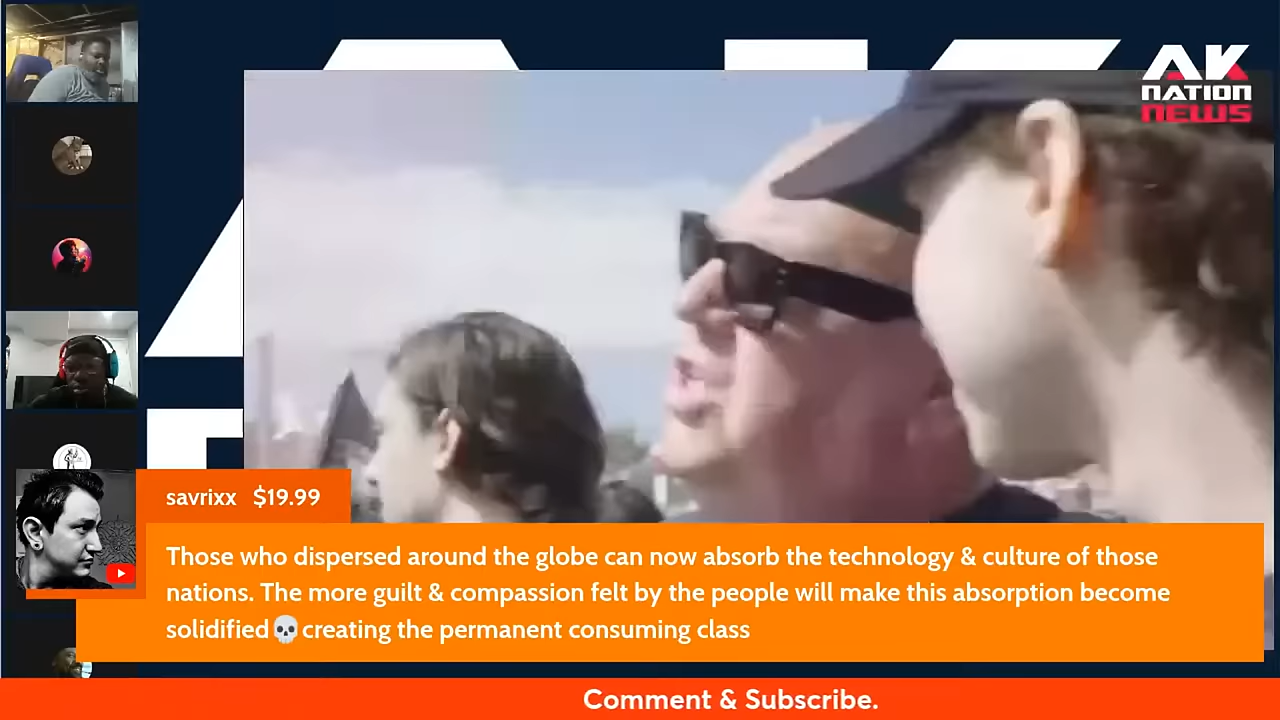 AK
NATION
NEWS
savrixx $19.99
Those who dispersed around the globe can now absorb the technology & culture of those
nations. The more guilt & compassion felt by the people will make this absorption become
solidified💀creating the permanent consuming class
Comment & Subscribe.